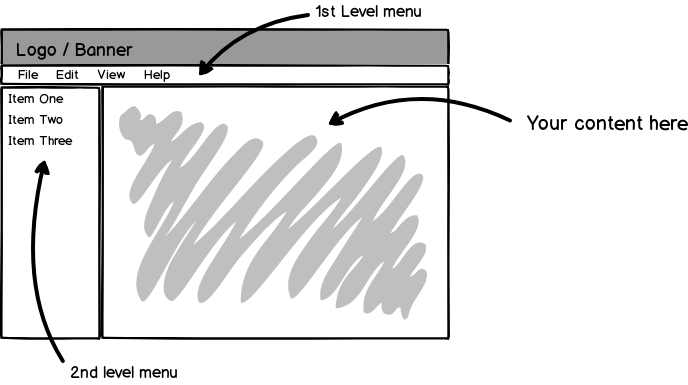 1st Level menu
Logo / Banner
File Edit View Help
Item One
Item Two
Item Three
Your content here
2nd level menu